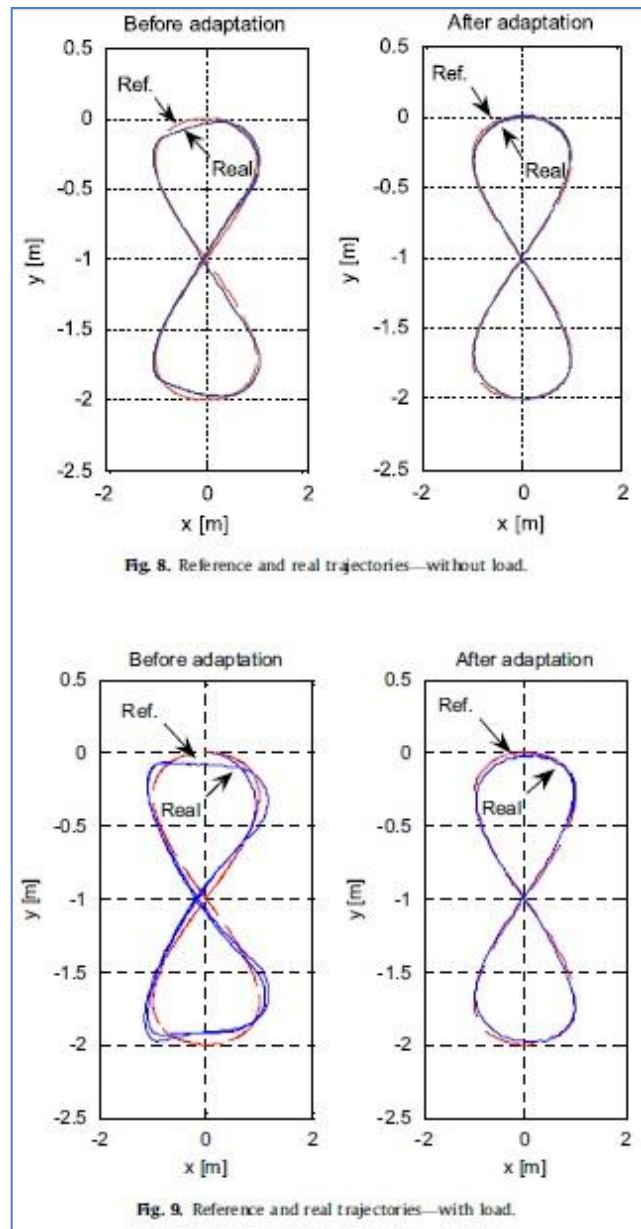 Before adaptation
After adaptation
0.5
0
-0.5
-1
-1.5
-2
-2.5
y [m]
Ref.
Real
-2
0
2
x [m]
0.5
0
-0.5
-1
-1.5
-2
-2.5
y [m]
Ref.
Real
-2
0
2
x [m]
Fig. 8. Reference and real trajectories—without load.
Before adaptation
After adaptation
0.5
0
-0.5
-1
-1.5
-2
-2.5
y [m]
Ref.
Real
-2
0
2
x [m]
0.5
0
-0.5
-1
-1.5
-2
-2.5
y [m]
Ref.
Real
-2
0
2
x [m]
Fig. 9. Reference and real trajectories—with load.